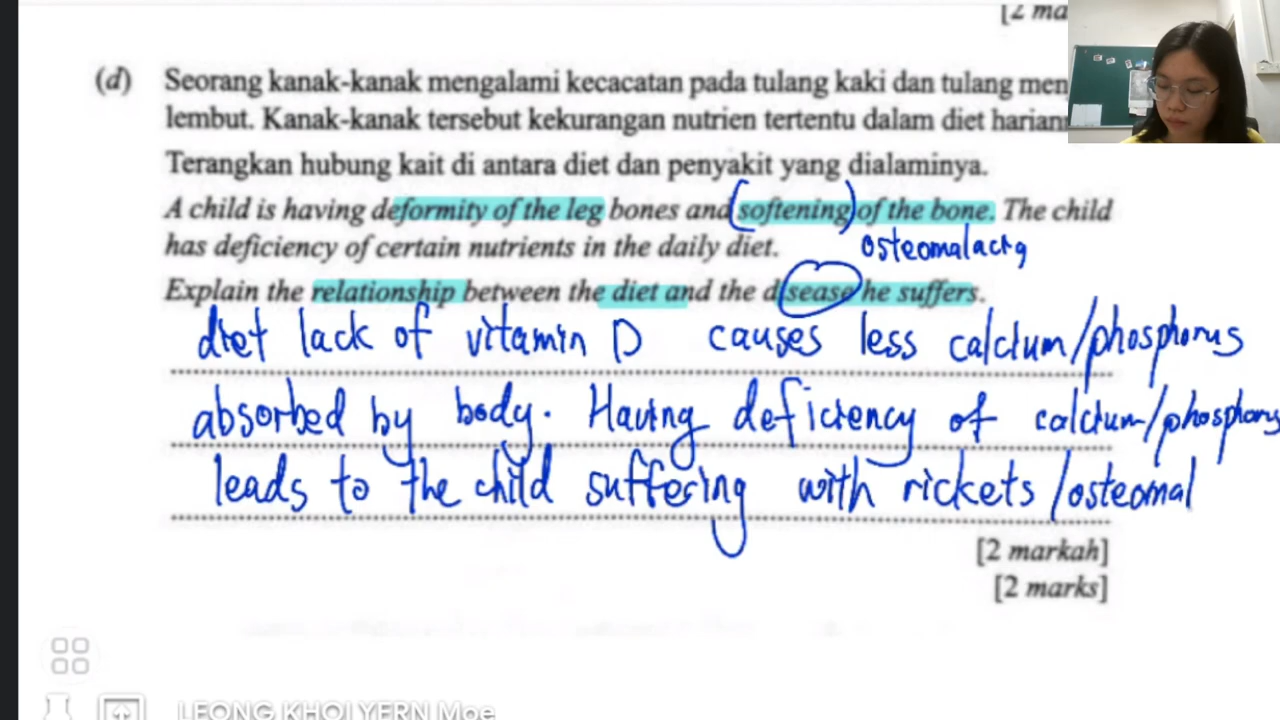 [2 ma
(d) Seorang kanak-kanak mengalami kecacatan pada tulang kaki dan tulang men
lembut. Kanak-kanak tersebut kekurangan nutrien tertentu dalam diet harian
Terangkan hubung kait di antara diet dan penyakit yang dialaminya.
A child is having deformity of the leg bones and (softening) of the bone. The child
has deficiency of certain nutrients in the daily diet.
osteomalacia
Explain the relationship between the diet and the disease he suffers.
diet lack of vitamin D causes less calcium/phosphorus
absorbed by body. Having deficiency of calcium/phosphorus
leads to the child suffering with rickets/osteomal
[2 markah]
[2 marks]
LEONG KHOI YERN Moe